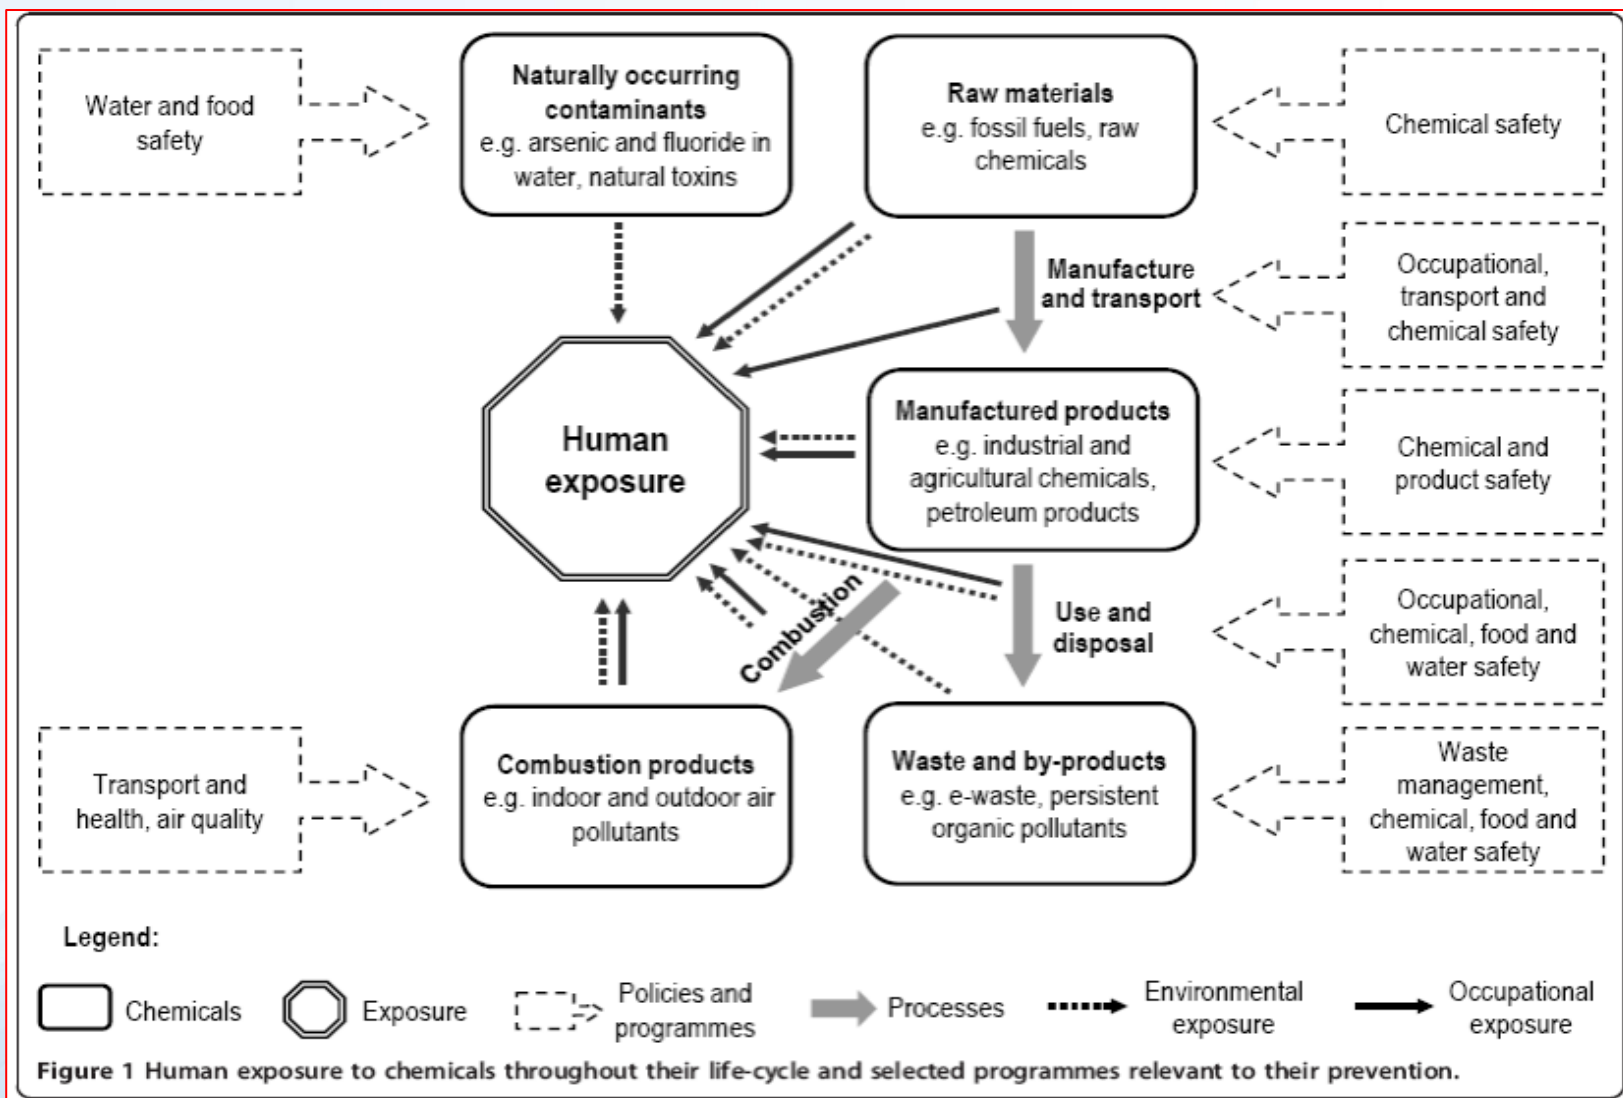 Water and food
safety
Naturally occurring
contaminants
e.g. arsenic and fluoride in
water, natural toxins
Raw materials
e.g. fossil fuels, raw
chemicals
Chemical safety
Manufacture
and transport
Occupational,
transport and
chemical safety
Human
exposure
Manufactured products
e.g. industrial and
agricultural chemicals,
petroleum products
Chemical and
product safety
Combustion
Use and
disposal
Occupational,
chemical, food and
water safety
Transport and
health, air quality
Combustion products
e.g. indoor and outdoor air
pollutants
Waste and by-products
e.g. e-waste, persistent
organic pollutants
Waste
management,
chemical, food and
water safety
Legend:
Chemicals
Exposure
Policies and
programmes
Processes
Environmental
exposure
Occupational
exposure
Figure 1 Human exposure to chemicals throughout their life-cycle and selected programmes relevant to their prevention.